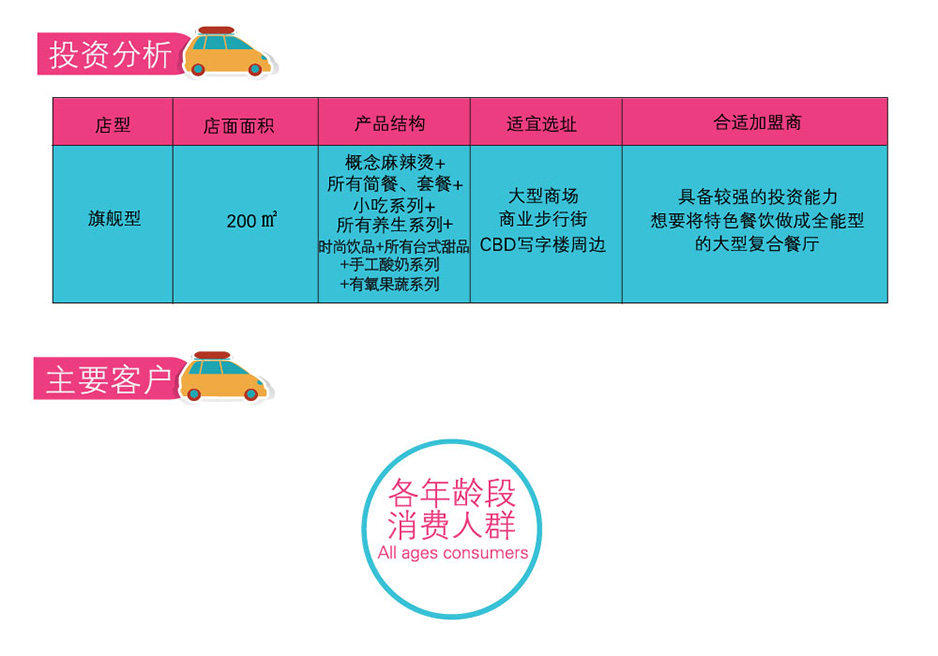 投资分析
店型 店面面积 产品结构 适宜选址 合适加盟商
旗舰型
200㎡
概念麻辣烫+
所有简餐、套餐+
小吃系列+
所有养生系列+
时尚饮品+所有台式甜品
+手工酸奶系列
+有氧果蔬系列
大型商场
商业步行街
CBD写字楼周边
具备较强的投资能力
想要将特色餐饮做成全能型
的大型复合餐厅
主要客户
各年龄段
消费人群
All ages consumers